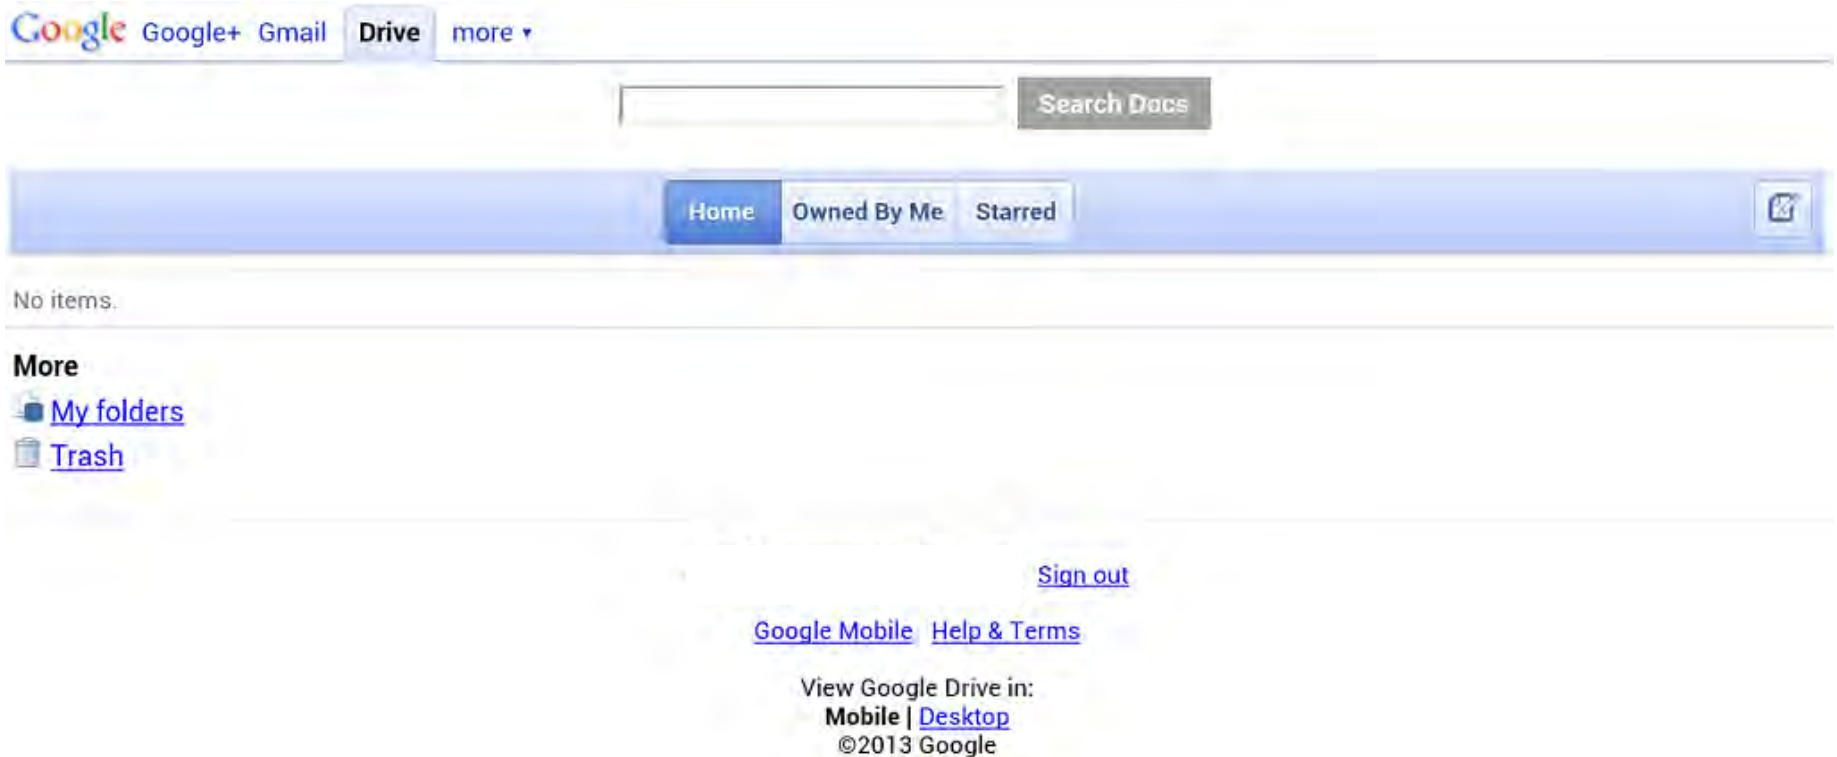 Google Google+ Gmail Drive more ▾
Search Docs
Home Owned By Me Starred
No items.
More
My folders
Trash
Sign out
Google Mobile Help & Terms
View Google Drive in:
Mobile | Desktop
©2013 Google